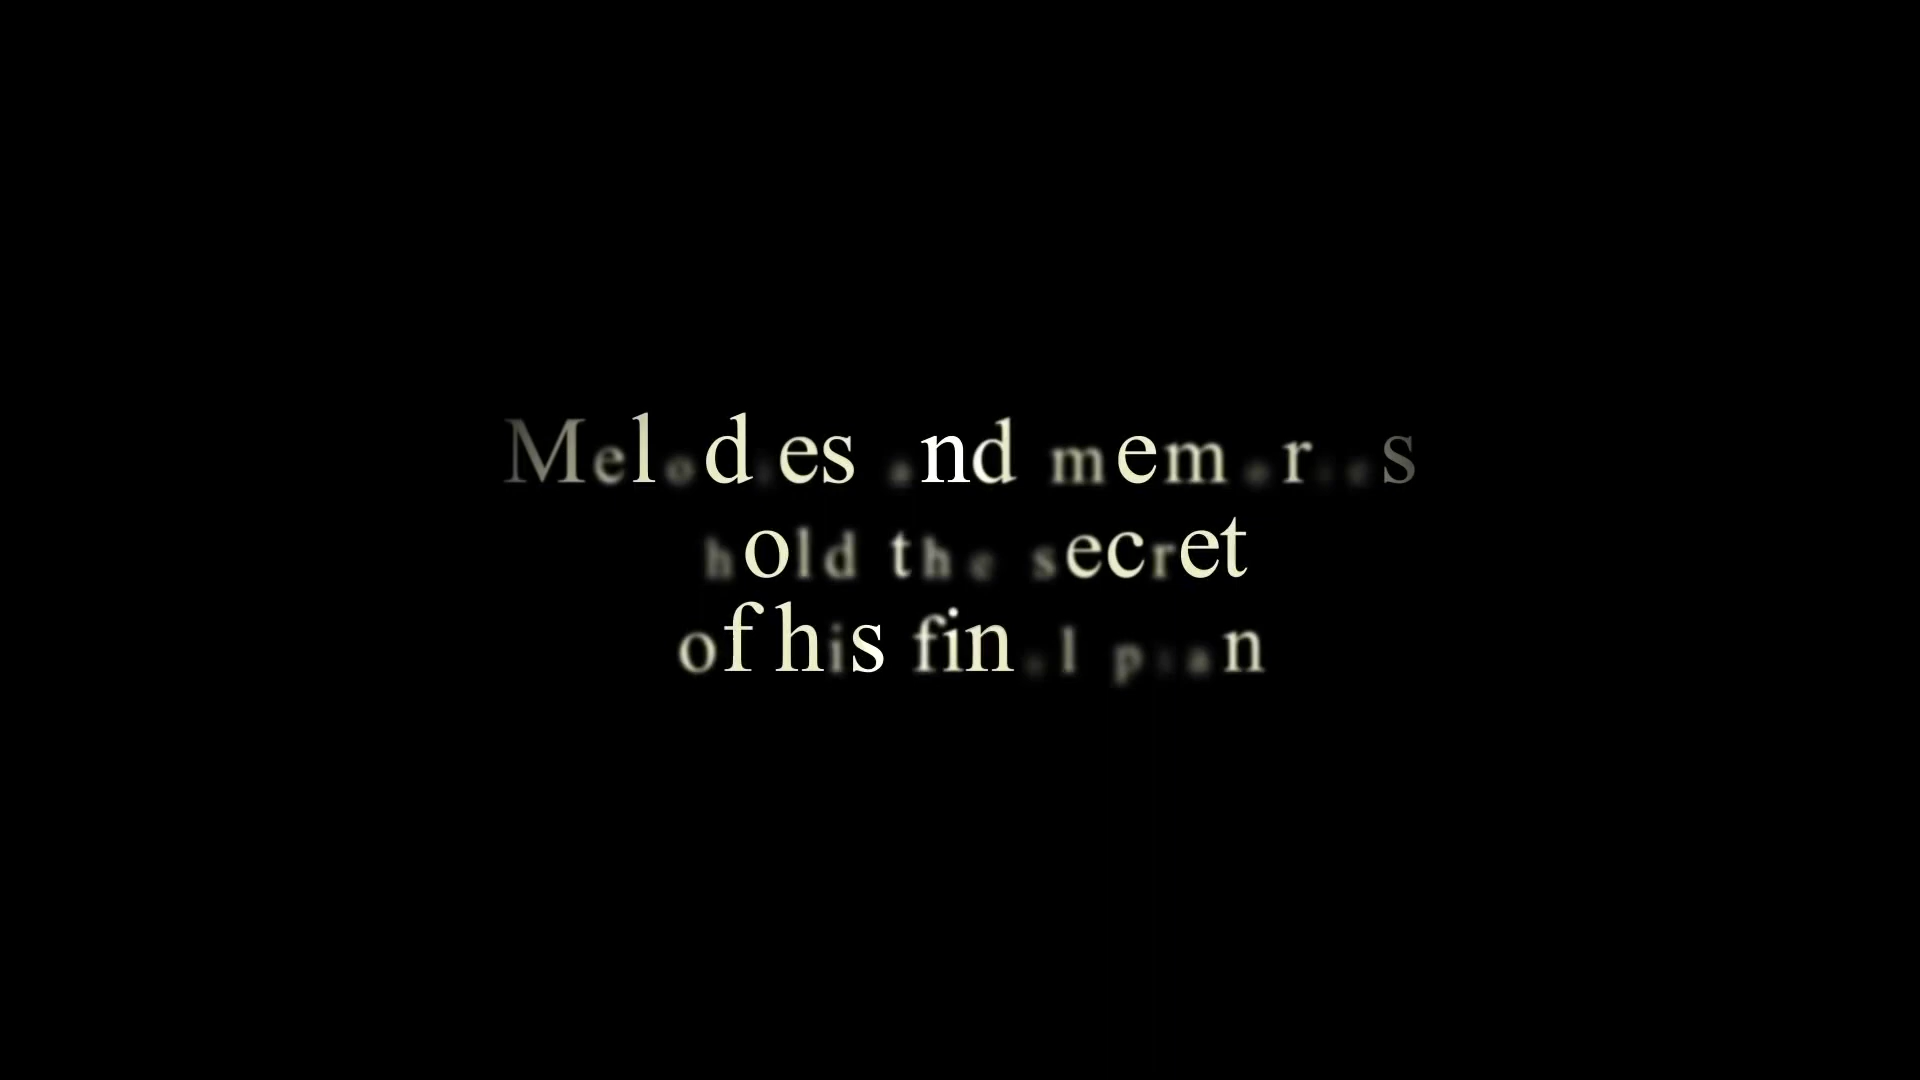 Melodies and memories
hold the secret
of his final plan